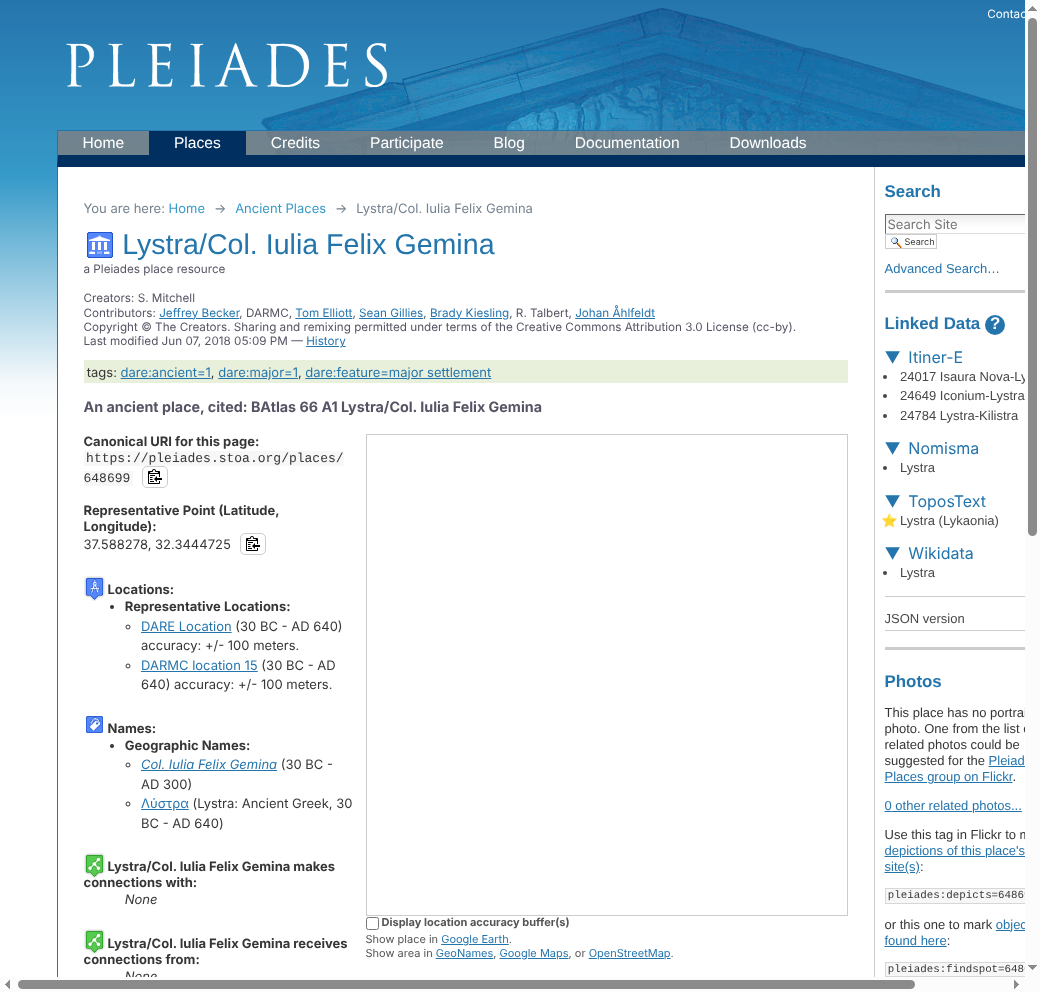 Contac
PLEIADES
Home Places Credits Participate Blog Documentation Downloads
You are here: Home → Ancient Places → Lystra/Col. Iulia Felix Gemina
Lystra/Col. Iulia Felix Gemina
a Pleiades place resource
Creators: S. Mitchell
Contributors: Jeffrey Becker, DARMC, Tom Elliott, Sean Gillies, Brady Kiesling, R. Talbert, Johan Åhlfeldt
Copyright © The Creators. Sharing and remixing permitted under terms of the Creative Commons Attribution 3.0 License (cc-by).
Last modified Jun 07, 2018 05:09 PM — History
tags: dare:ancient=1, dare:major=1, dare:feature=major settlement
An ancient place, cited: BAtlas 66 A1 Lystra/Col. Iulia Felix Gemina
Canonical URI for this page:
https://pleiades.stoa.org/places/
648699
Representative Point (Latitude,
Longitude):
37.588278, 32.3444725
Locations:
• Representative Locations:
◦ DARE Location (30 BC - AD 640)
accuracy: +/- 100 meters.
◦ DARMC location 15 (30 BC - AD
640) accuracy: +/- 100 meters.
Names:
• Geographic Names:
◦ Col. Iulia Felix Gemina (30 BC -
AD 300)
◦ Λύστρα (Lystra: Ancient Greek, 30
BC - AD 640)
Lystra/Col. Iulia Felix Gemina makes
connections with:
None
Lystra/Col. Iulia Felix Gemina receives
connections from:
None
Display location accuracy buffer(s)
Show place in Google Earth.
Show area in GeoNames, Google Maps, or OpenStreetMap.
Search
Search Site
Search
Advanced Search…
Linked Data ?
▼ Itiner-E
• 24017 Isaura Nova-Ly
• 24649 Iconium-Lystra
• 24784 Lystra-Kilistra
▼ Nomisma
• Lystra
▼ ToposText
Lystra (Lykaonia)
▼ Wikidata
• Lystra
JSON version
Photos
This place has no portrai
photo. One from the list o
related photos could be
suggested for the Pleiad
Places group on Flickr.
0 other related photos...
Use this tag in Flickr to m
depictions of this place's
site(s):
pleiades:depicts=6486
or this one to mark objec
found here:
pleiades:findspot=648